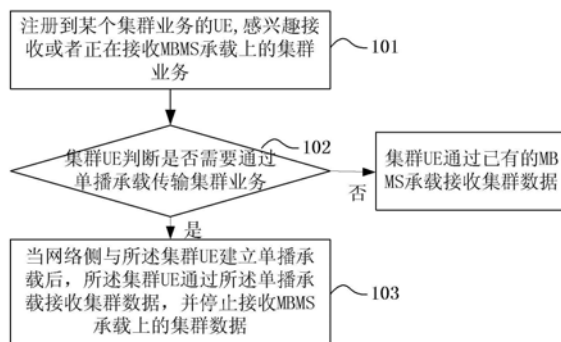 注册到某个集群业务的UE,感兴趣接
收或者正在接收MBMS承载上的集群
业务
101
102
集群UE判断是否需要通过
单播承载传输集群业务
否
集群UE通过已有的MB
MS承载接收集群数据
是
当网络侧与所述集群UE建立单播承
载后，所述集群UE通过所述单播承
载接收集群数据，并停止接收MBMS
承载上的集群数据
103